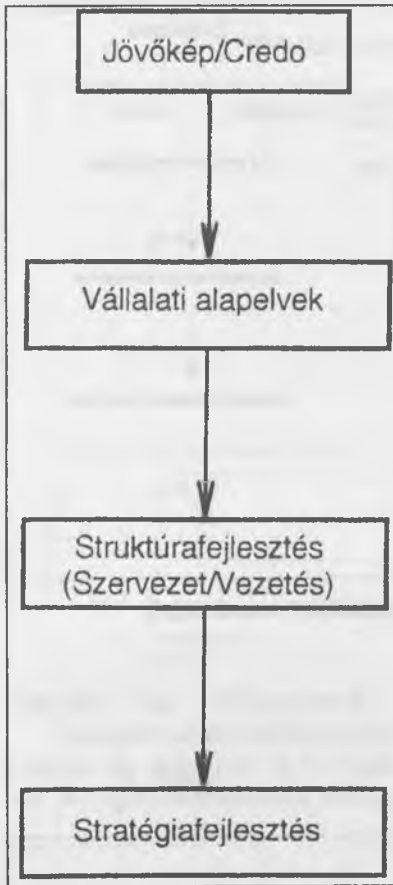 Jövőkép/Credo
Vállalati alapelvek
Struktúrafejlesztés
(Szervezet/Vezetés)
Stratégiafejlesztés